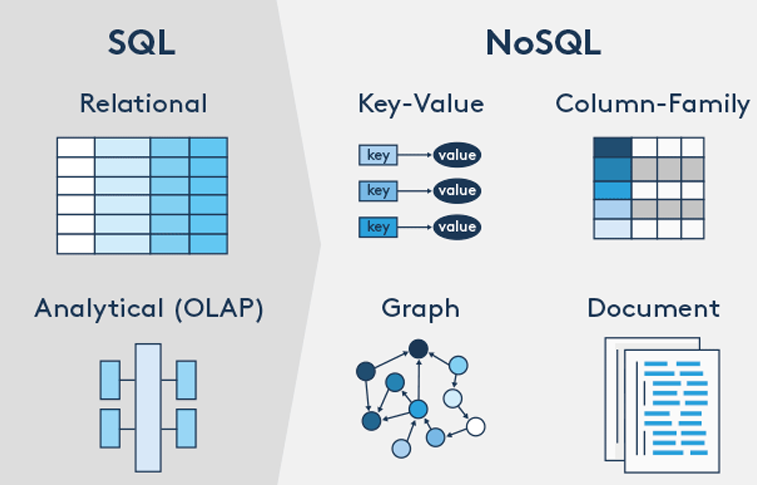 SQL
NoSQL
Relational
Key-Value
Column-Family
key value
key value
key value
Analytical (OLAP)
Graph
Document